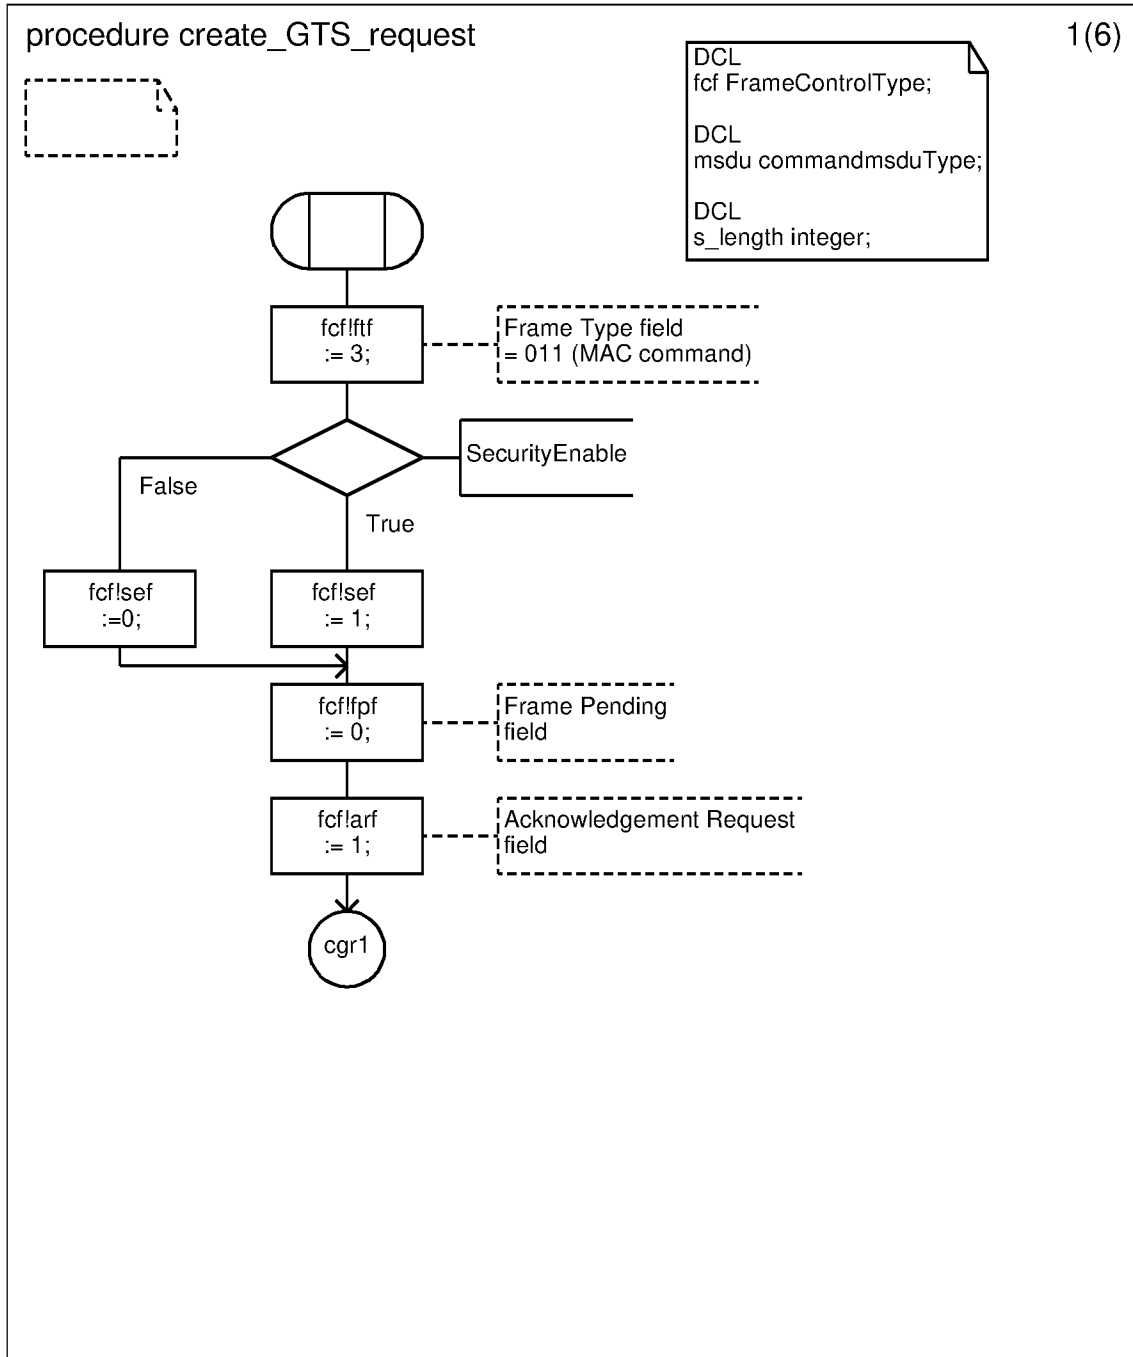 procedure create_GTS_request
1(6)
DCL
fcf FrameControlType;
DCL
msdu commandmsduType;
DCL
s_length integer;
fcf!ftf
:= 3;
Frame Type field
= 011 (MAC command)
SecurityEnable
False
True
fcf!sef
:=0;
fcf!sef
:= 1;
fcf!fpf
:= 0;
Frame Pending
field
fcf!arf
:= 1;
Acknowledgement Request
field
cgr1